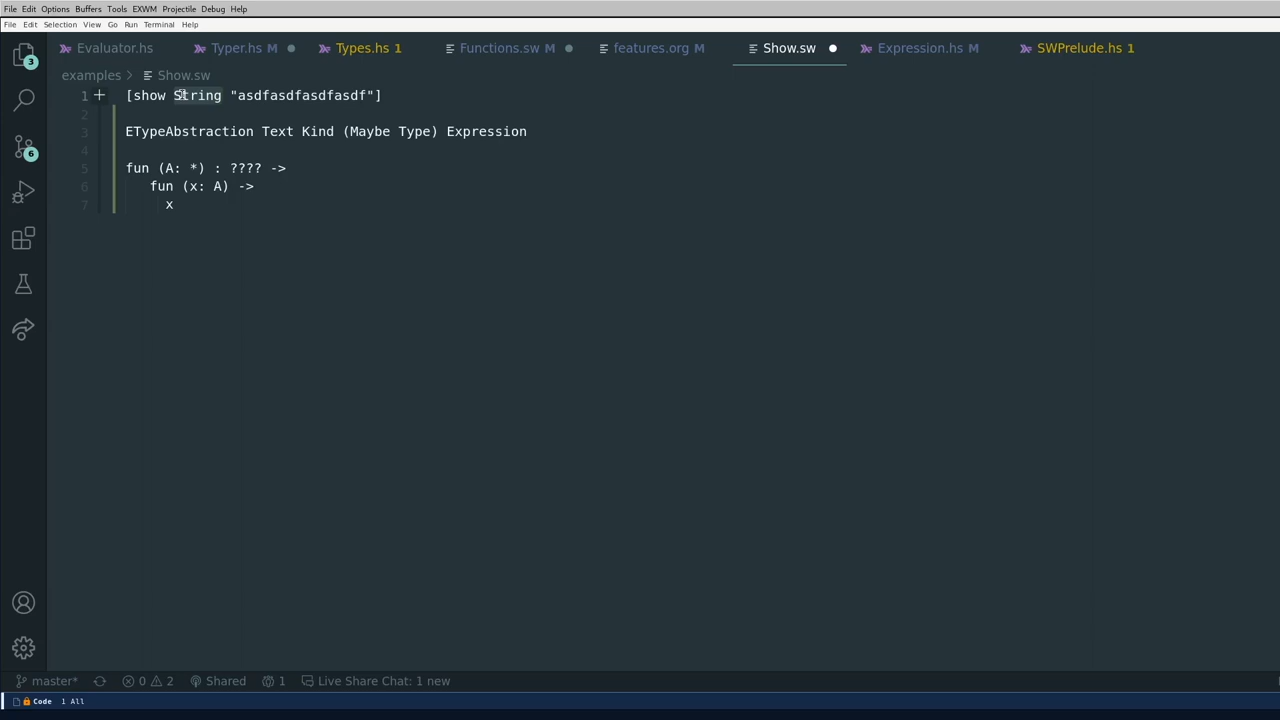 File Edit Options Buffers Tools EXWM Projectile Debug Help
File Edit Selection View Go Run Terminal Help
Evaluator.hs Typer.hs M Types.hs 1 Functions.sw M features.org M Show.sw Expression.hs M SWPrelude.hs 1
examples > Show.sw
1 + [show String "asdfasdfasdfasdf"]
2
3 ETypeAbstraction Text Kind (Maybe Type) Expression
4
5 fun (A: *) : ???? ->
6 fun (x: A) ->
7 x
3
6
master* 0 2 Shared 1 Live Share Chat: 1 new
Code 1 All